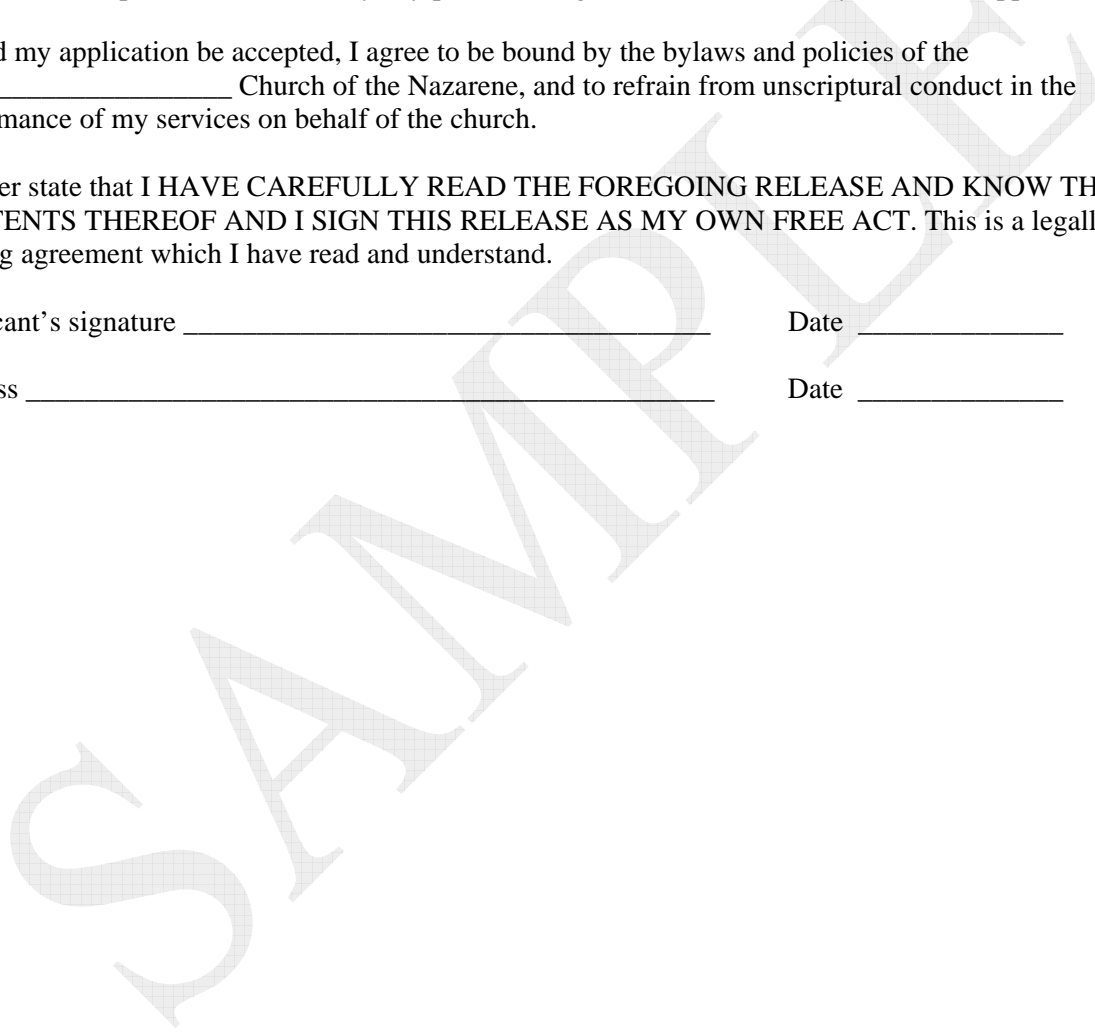 d my application be accepted, I agree to be bound by the bylaws and policies of the
________________ Church of the Nazarene, and to refrain from unscriptural conduct in the
mance of my services on behalf of the church.
er state that I HAVE CAREFULLY READ THE FOREGOING RELEASE AND KNOW TH
TENTS THEREOF AND I SIGN THIS RELEASE AS MY OWN FREE ACT. This is a legall
g agreement which I have read and understand.
cant’s signature ____________________________________ Date ______________
ss _______________________________________________ Date ______________
SAMPLE